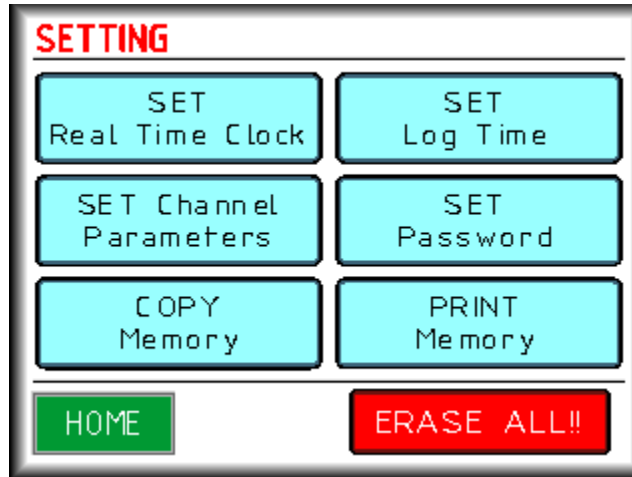 SETTING
SET
Real Time Clock
SET
Log Time
SET Channel
Parameters
SET
Password
COPY
Memory
PRINT
Memory
HOME
ERASE ALL!!